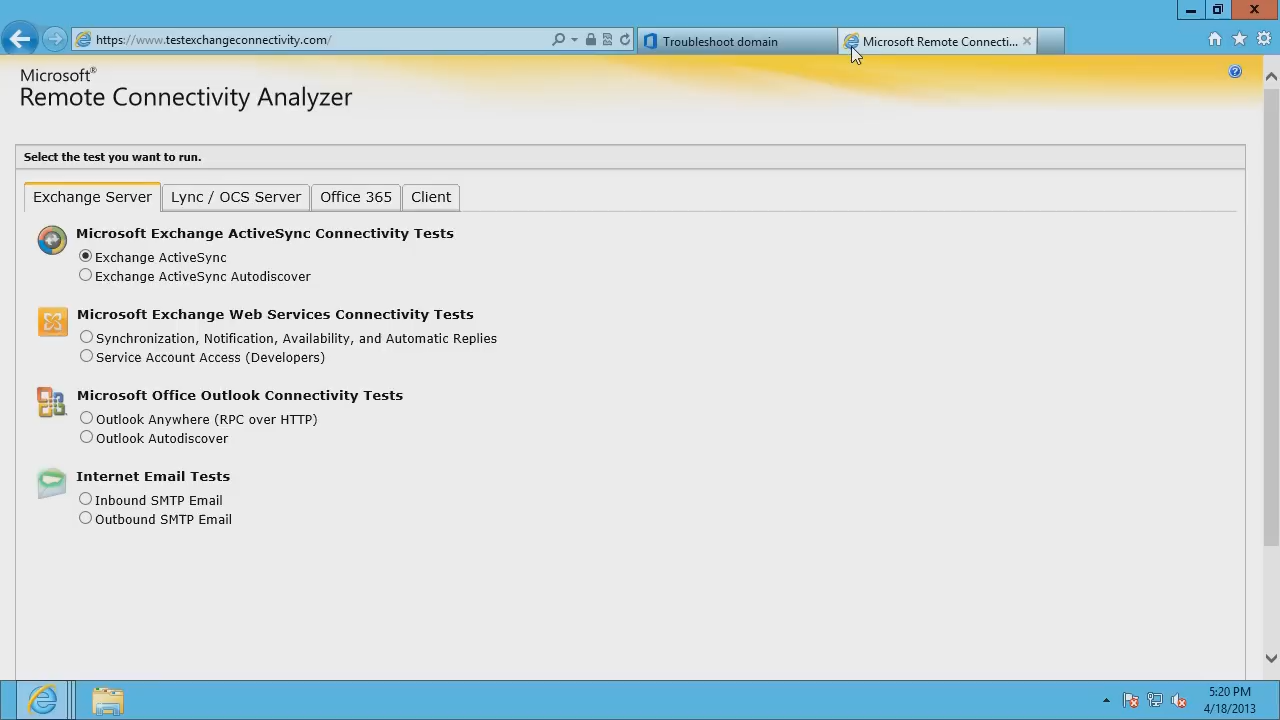 https://www.testexchangeconnectivity.com/
Troubleshoot domain
Microsoft Remote Connecti...
Microsoft®
Remote Connectivity Analyzer
Select the test you want to run.
Exchange Server
Lync / OCS Server
Office 365
Client
Microsoft Exchange ActiveSync Connectivity Tests
Exchange ActiveSync
Exchange ActiveSync Autodiscover
Microsoft Exchange Web Services Connectivity Tests
Synchronization, Notification, Availability, and Automatic Replies
Service Account Access (Developers)
Microsoft Office Outlook Connectivity Tests
Outlook Anywhere (RPC over HTTP)
Outlook Autodiscover
Internet Email Tests
Inbound SMTP Email
Outbound SMTP Email
5:20 PM
4/18/2013